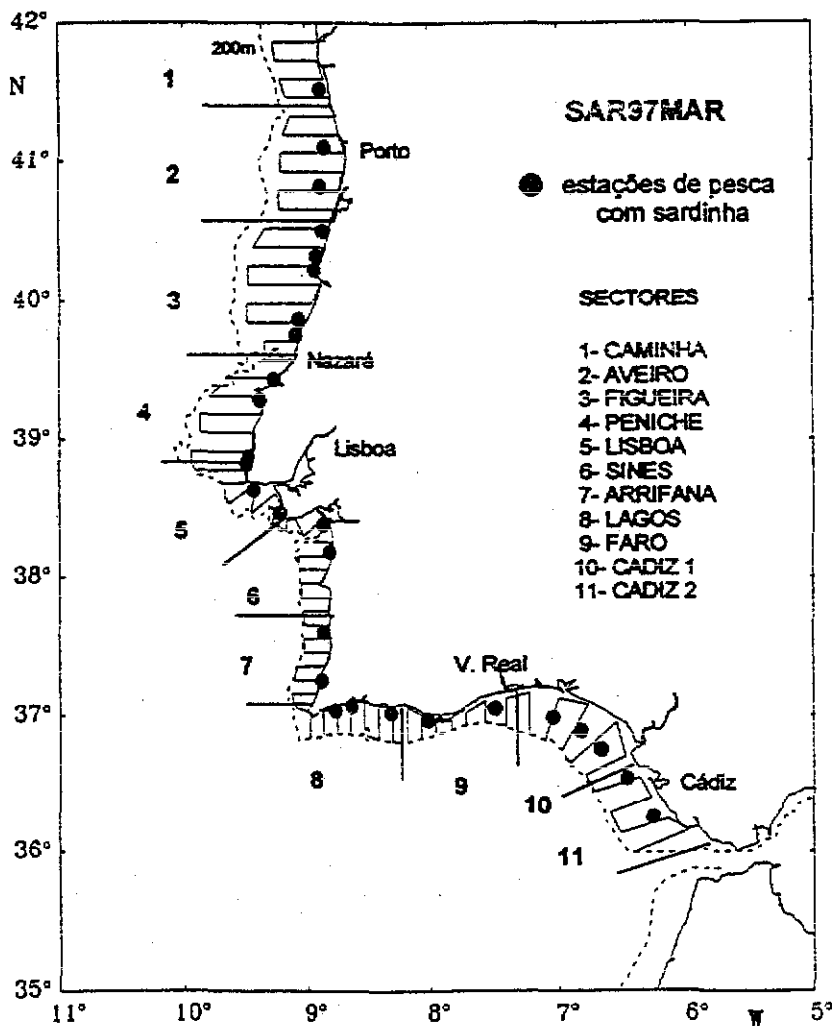 42°
N
41°
40°
39°
38°
37°
36°
35°
11°
10°
9°
8°
7°
6°
W
5°
200m
1
2
3
4
5
6
7
8
9
10
11
Porto
Nazaré
Lisboa
V. Real
Cádiz
SAR97MAR
estações de pesca
com sardinha
SECTORES
1- CAMINHA
2- AVEIRO
3- FIGUEIRA
4- PENICHE
5- LISBOA
6- SINES
7- ARRIFANA
8- LAGOS
9- FARO
10- CADIZ 1
11- CADIZ 2